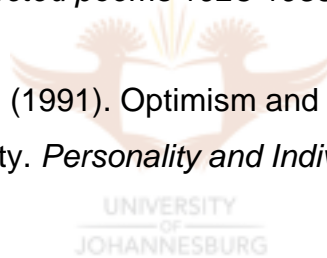 (1991). Optimism and
ty. Personality and Indiv
UNIVERSITY
OF
JOHANNESBURG